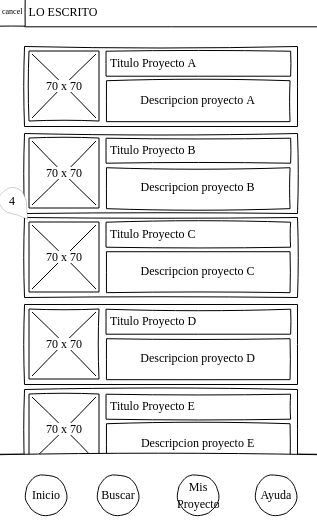 cancel LO ESCRITO
Titulo Proyecto A
70 x 70
Descripcion proyecto A
Titulo Proyecto B
70 x 70
Descripcion proyecto B
4
Titulo Proyecto C
70 x 70
Descripcion proyecto C
Titulo Proyecto D
70 x 70
Descripcion proyecto D
Titulo Proyecto E
70 x 70
Descripcion proyecto E
Inicio
Buscar
Mis
Proyecto
Ayuda